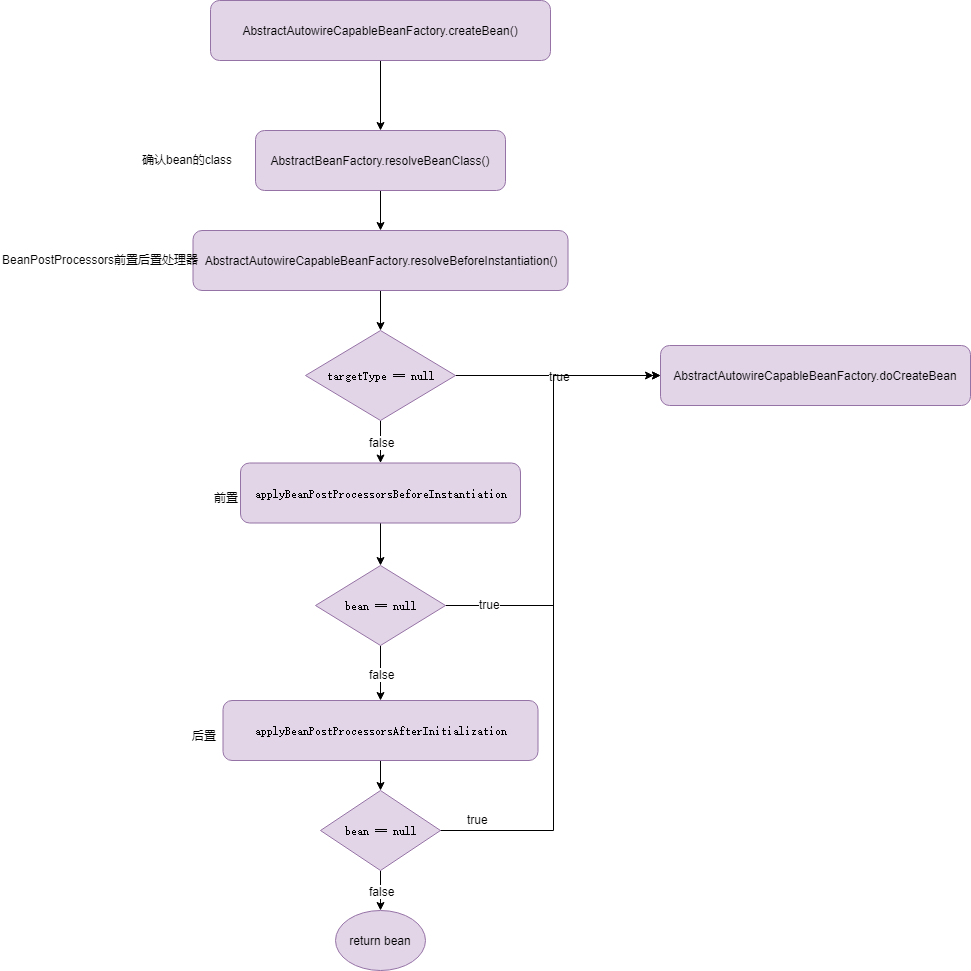 AbstractAutowireCapableBeanFactory.createBean()
确认bean的class
AbstractBeanFactory.resolveBeanClass()
BeanPostProcessors前置后置处理器
AbstractAutowireCapableBeanFactory.resolveBeforeInstantiation()
targetType == null
true
AbstractAutowireCapableBeanFactory.doCreateBean
false
前置
applyBeanPostProcessorsBeforeInstantiation
bean == null
true
false
后置
applyBeanPostProcessorsAfterInitialization
bean == null
true
false
return bean